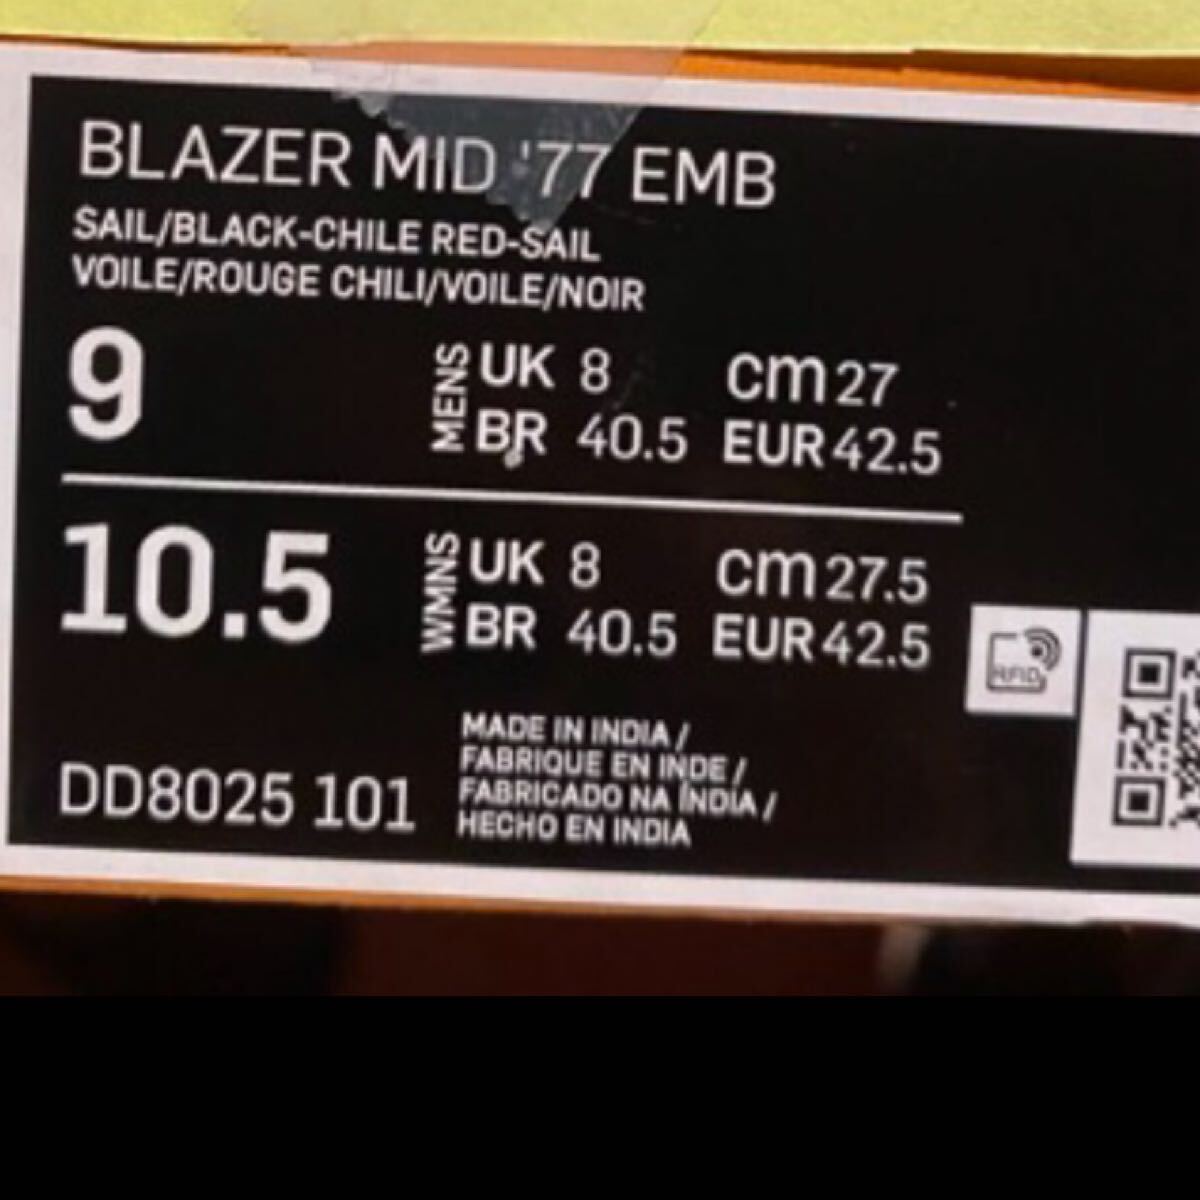 BLAZER MID '77 EMB
SAIL/BLACK-CHILE RED-SAIL
VOILE/ROUGE CHILI/VOILE/NOIR
9 MENS UK 8 cm 27
BR 40.5 EUR 42.5
10.5 WMNS UK 8 cm 27.5
BR 40.5 EUR 42.5
RFID
MADE IN INDIA /
FABRIQUE EN INDE /
FABRICADO NA ÍNDIA /
HECHO EN INDIA
DD8025 101